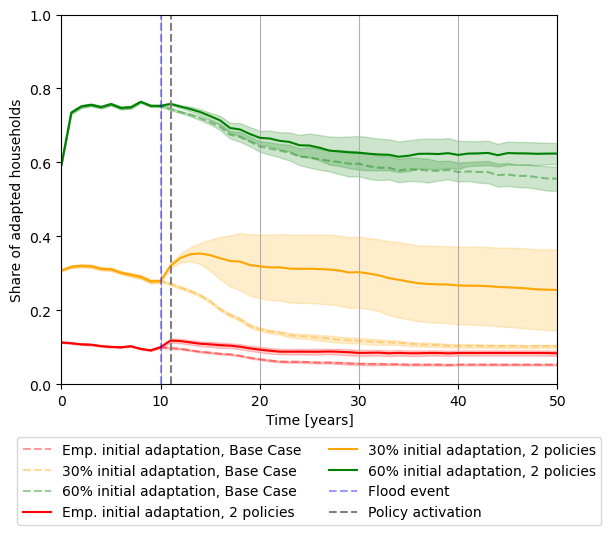 1.0
0.8
0.6
0.4
0.2
0.0
Share of adapted households
0 10 20 30 40 50
Time [years]
Emp. initial adaptation, Base Case
30% initial adaptation, Base Case
60% initial adaptation, Base Case
Emp. initial adaptation, 2 policies
30% initial adaptation, 2 policies
60% initial adaptation, 2 policies
Flood event
Policy activation